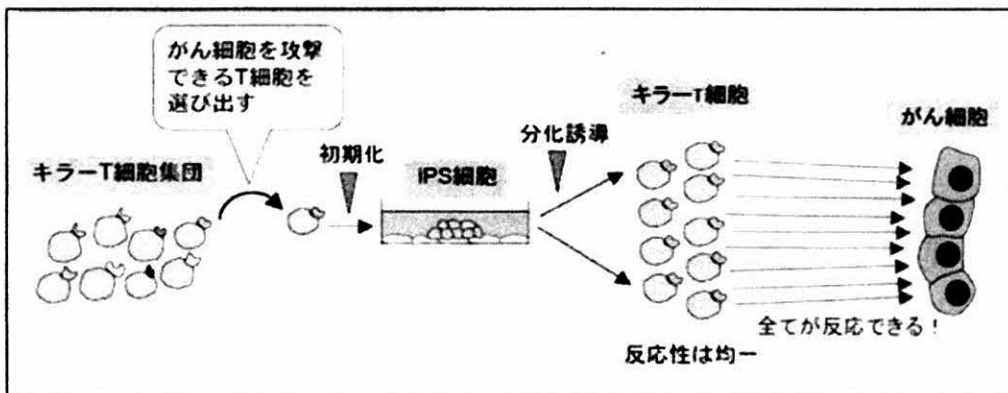 がん細胞を攻撃
できるT細胞を
選び出す
キラーT細胞集団
初期化
iPS細胞
分化誘導
キラーT細胞
がん細胞
全てが反応できる！
反応性は均一